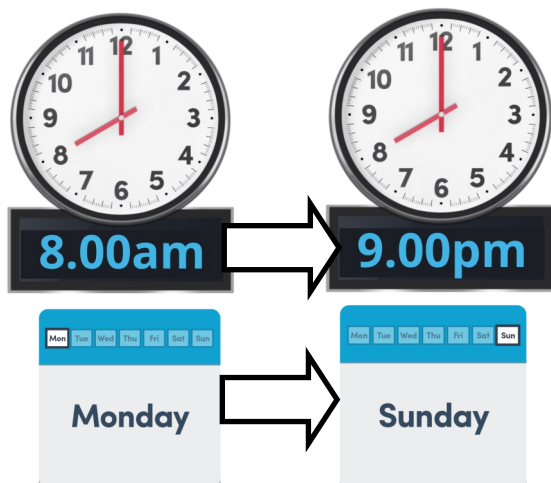 12
11 1
10 2
9 3
8 4
7 5
6
12
11 1
10 2
9 3
8 4
7 5
6
8.00am
9.00pm
Mon Tue Wed Thu Fri Sat Sun
Mon Tue Wed Thu Fri Sat Sun
Monday
Sunday